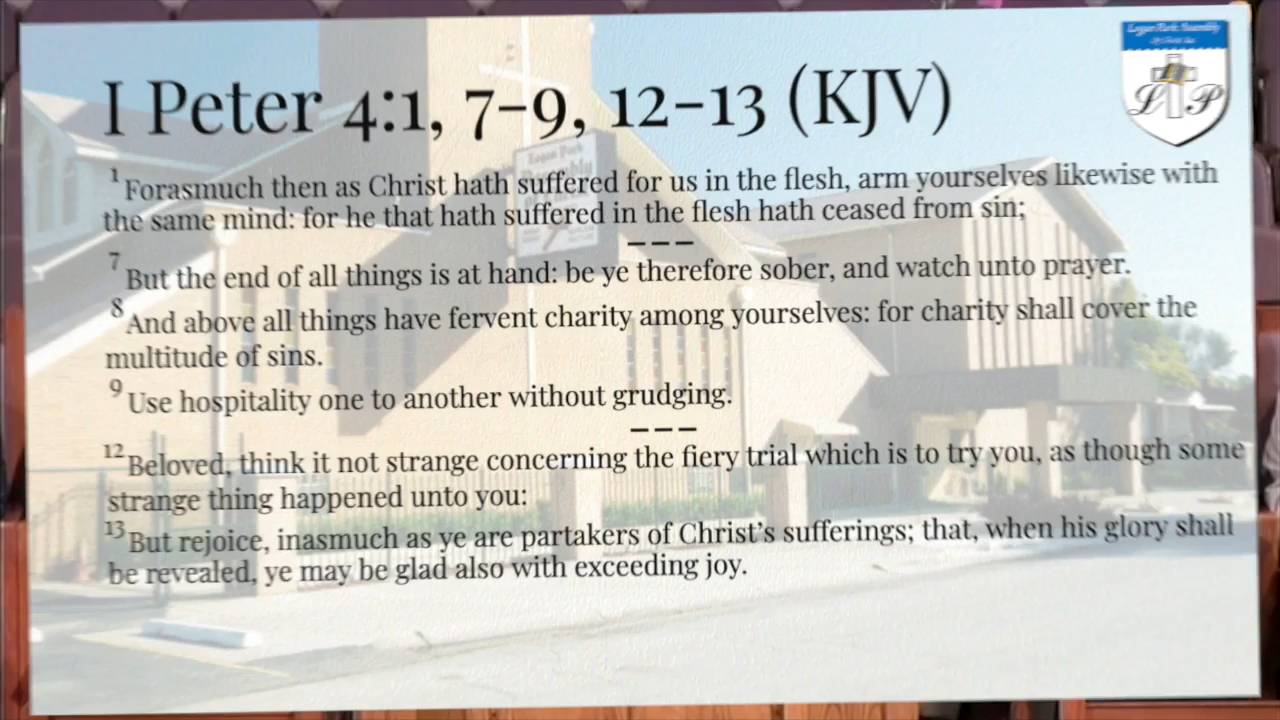 Logan Park Assembly
I Peter 4:1, 7–9, 12–13 (KJV)
L P
Logan Park
1 Forasmuch then as Christ hath suffered for us in the flesh, arm yourselves likewise with
the same mind: for he that hath suffered in the flesh hath ceased from sin;
---
7 But the end of all things is at hand: be ye therefore sober, and watch unto prayer.
8 And above all things have fervent charity among yourselves: for charity shall cover the
multitude of sins.
9 Use hospitality one to another without grudging.
---
12 Beloved, think it not strange concerning the fiery trial which is to try you, as though some
strange thing happened unto you:
13 But rejoice, inasmuch as ye are partakers of Christ's sufferings; that, when his glory shall
be revealed, ye may be glad also with exceeding joy.